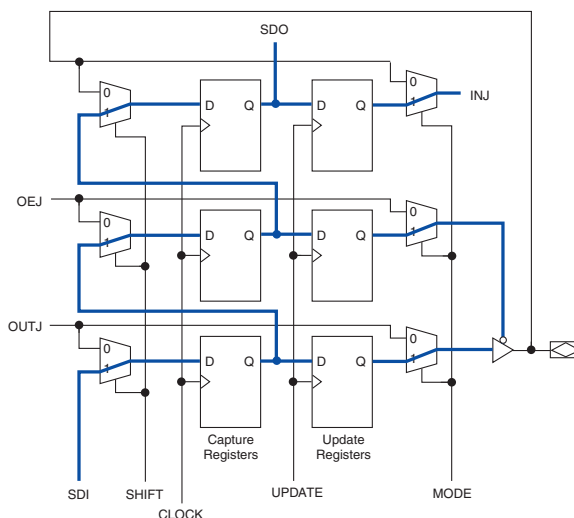 SDO
0
1
D Q
D Q
0
1
INJ
OEJ
0
1
D Q
D Q
0
1
OUTJ
0
1
D Q
D Q
0
1
Capture
Registers
Update
Registers
SDI
SHIFT
CLOCK
UPDATE
MODE